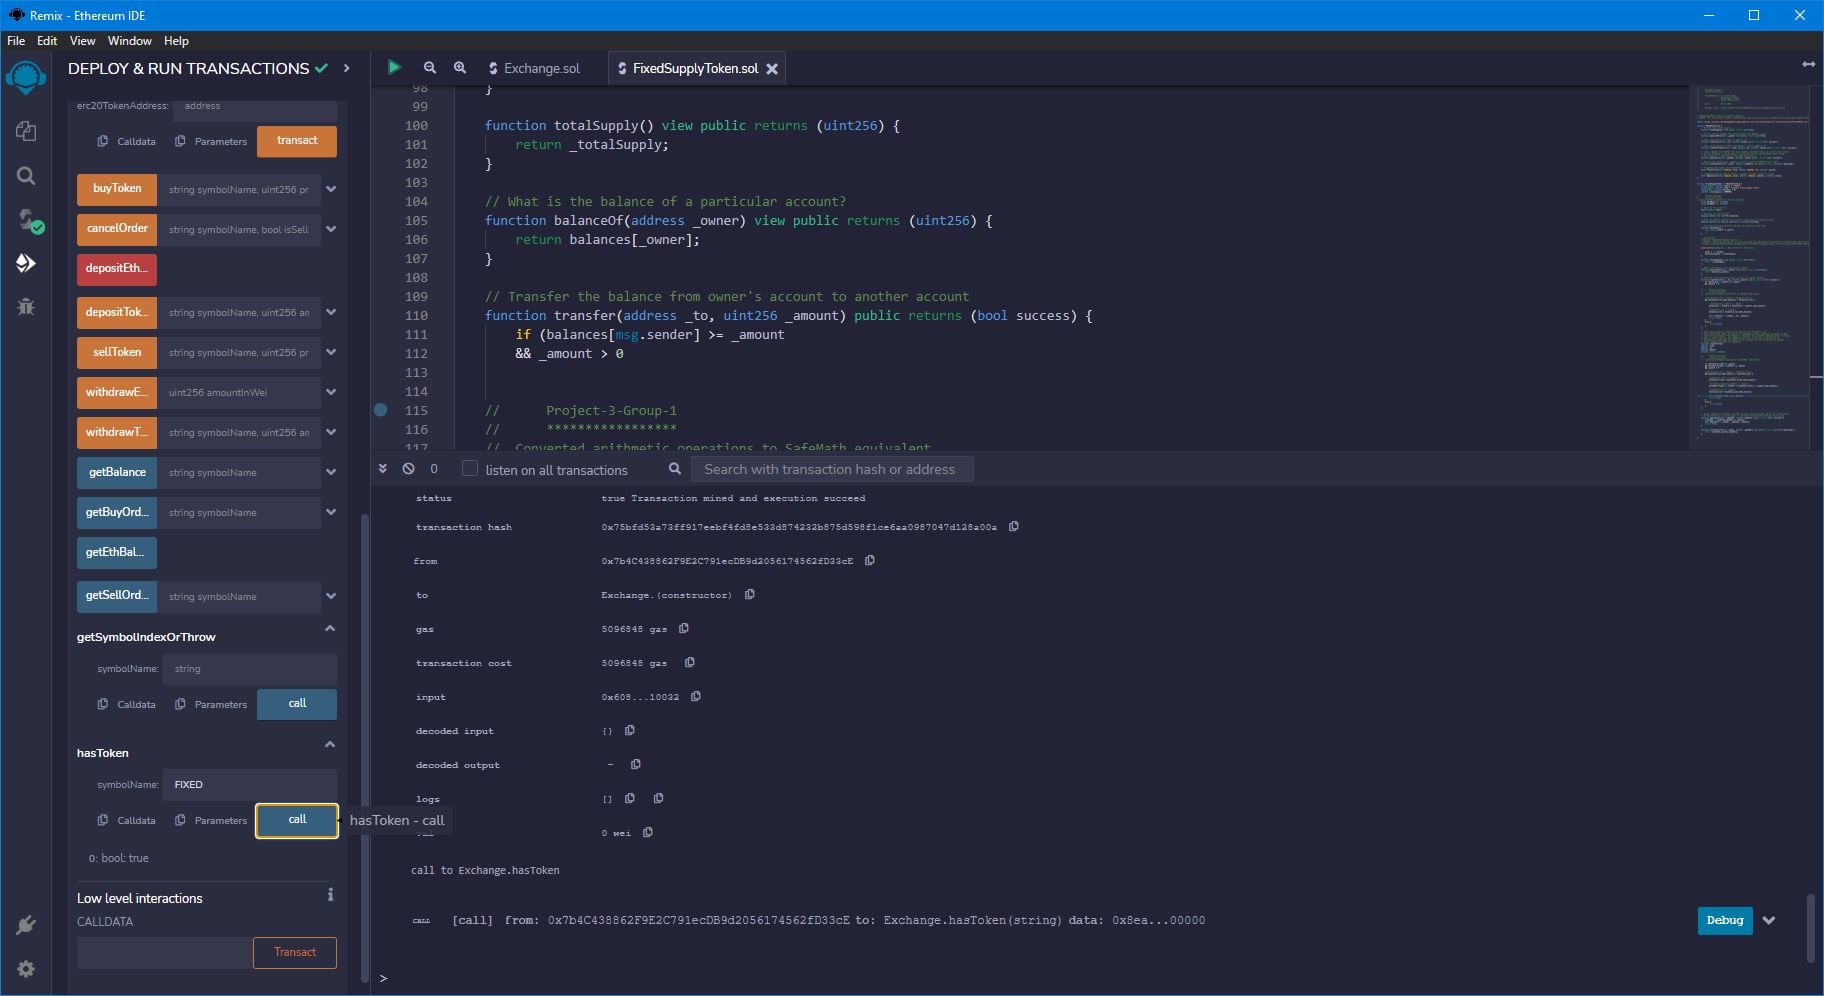 Remix - Ethereum IDE
File Edit View Window Help
DEPLOY & RUN TRANSACTIONS
erc20TokenAddress: address
Calldata Parameters transact
buyToken string symbolName, uint256 pr
cancelOrder string symbolName, bool isSell
depositEth...
depositTok... string symbolName, uint256 am
sellToken string symbolName, uint256 pr
withdrawE... uint256 amountInWei
withdrawT... string symbolName, uint256 am
getBalance string symbolName
getBuyOrd... string symbolName
getEthBal...
getSellOrd... string symbolName
getSymbolIndexOrThrow
symbolName: string
Calldata Parameters call
hasToken
symbolName: FIXED
Calldata Parameters call
hasToken - call
0: bool: true
Low level interactions
CALLDATA
Transact
Exchange.sol FixedSupplyToken.sol
98 }
99
100 function totalSupply() view public returns (uint256) {
101 return _totalSupply;
102 }
103
104 // What is the balance of a particular account?
105 function balanceOf(address _owner) view public returns (uint256) {
106 return balances[_owner];
107 }
108
109 // Transfer the balance from owner's account to another account
110 function transfer(address _to, uint256 _amount) public returns (bool success) {
111 if (balances[msg.sender] >= _amount
112 && _amount > 0
113
114
115 // Project-3-Group-1
116 // *****************
117 // Converted arithmetic operations to SafeMath equivalent
0 listen on all transactions Search with transaction hash or address
status true Transaction mined and execution succeed
transaction hash 0x75bfd53a73ff917eebf4fd8e533d874232b875d598f1ce6aa0987047d128a00a
from 0x7b4C438862F9E2C791ecDB9d2056174562fD33cE
to Exchange.(constructor)
gas 5096848 gas
transaction cost 5096848 gas
input 0x608...10032
decoded input {}
decoded output -
logs []
0 wei
call to Exchange.hasToken
CALL [call] from: 0x7b4C438862F9E2C791ecDB9d2056174562fD33cE to: Exchange.hasToken(string) data: 0x8ea...00000
Debug
>